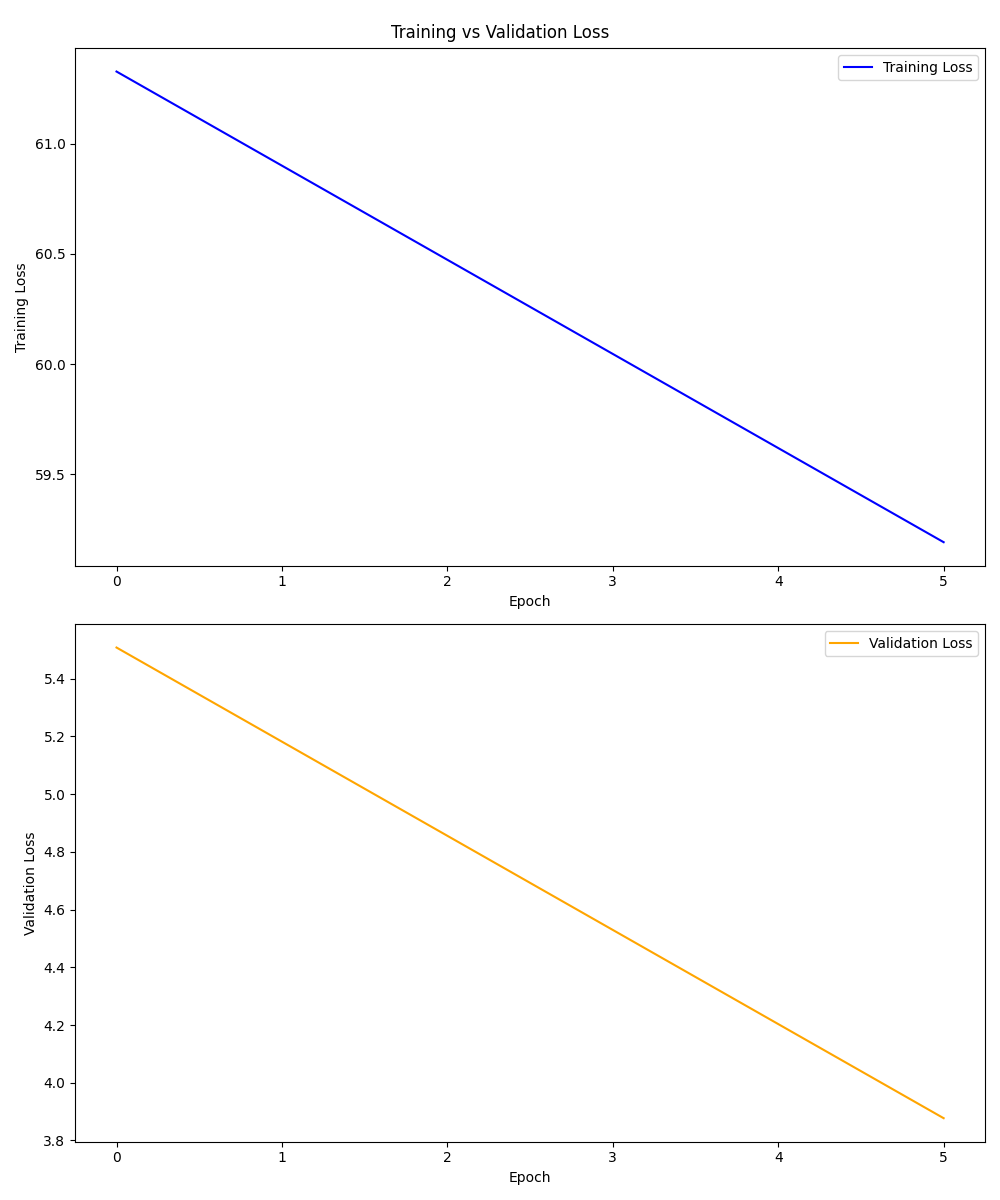 Training vs Validation Loss
Training Loss
61.0
60.5
60.0
59.5
Training Loss
0 1 2 3 4 5
Epoch
Validation Loss
5.4
5.2
5.0
4.8
4.6
4.4
4.2
4.0
3.8
Validation Loss
0 1 2 3 4 5
Epoch